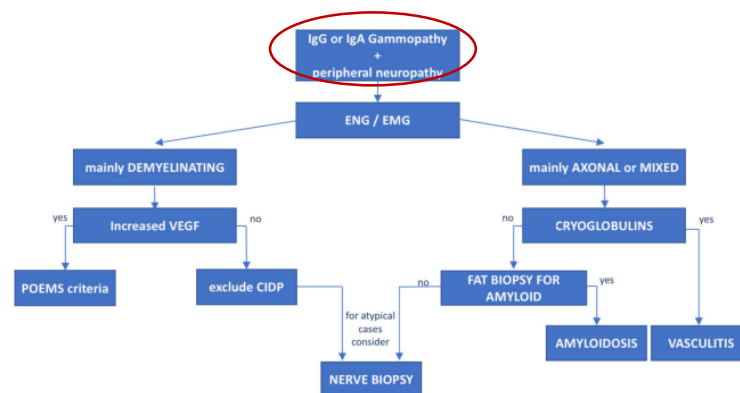 IgG or IgA Gammopathy
+
peripheral neuropathy
ENG / EMG
mainly DEMYELINATING
mainly AXONAL or MIXED
yes
Increased VEGF
no
no
CRYOGLOBULINS
yes
POEMS criteria
exclude CIDP
no
FAT BIOPSY FOR
AMYLOID
yes
for atypical
cases
consider
AMYLOIDOSIS
VASCULITIS
NERVE BIOPSY